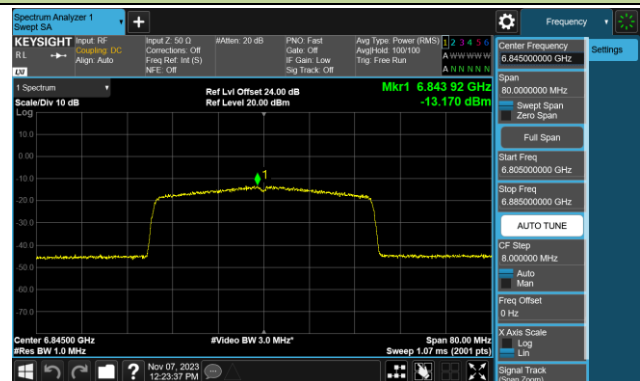 Spectrum Analyzer 1
Swept SA
Frequency
KEYSIGHT
RL
LXI
Input: RF
Coupling: DC
Align: Auto
Input Z: 50 Ω
Corrections: Off
Freq Ref: Int (S)
NFE: Off
#Atten: 20 dB
PNO: Fast
Gate: Off
IF Gain: Low
Sig Track: Off
Avg Type: Power (RMS)
Avg|Hold: 100/100
Trig: Free Run
1 2 3 4 5 6
A W W W W W
A N N N N N
1 Spectrum
Scale/Div 10 dB
Log
Ref Lvl Offset 24.00 dB
Ref Level 20.00 dBm
Mkr1 6.843 92 GHz
-13.170 dBm
10.0
0.00
-10.0
-20.0
-30.0
-40.0
-50.0
-60.0
-70.0
1
Center 6.84500 GHz
#Res BW 1.0 MHz
#Video BW 3.0 MHz*
Span 80.00 MHz
Sweep 1.07 ms (2001 pts)
Nov 07, 2023
12:23:37 PM
?
Center Frequency
6.845000000 GHz
Settings
Span
80.0000000 MHz
Swept Span
Zero Span
Full Span
Start Freq
6.805000000 GHz
Stop Freq
6.885000000 GHz
AUTO TUNE
CF Step
8.000000 MHz
Auto
Man
Freq Offset
0 Hz
X Axis Scale
Log
Lin
Signal Track
(Span Zoom)